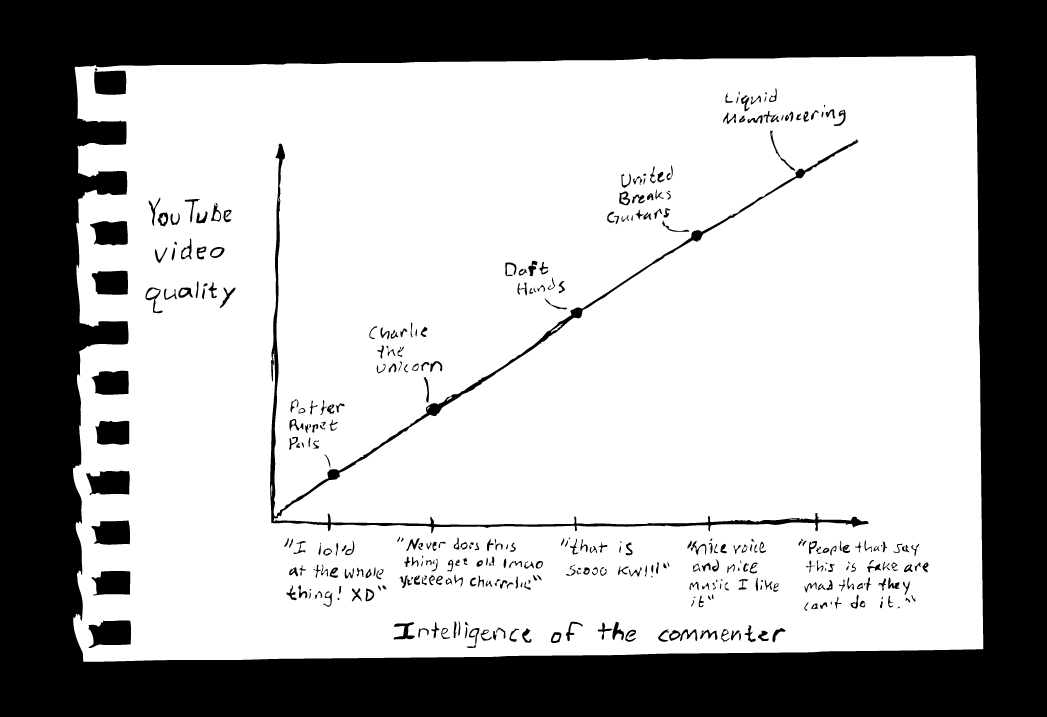 Liquid
Mountaineering
United
Breaks
Guitars
YouTube
video
quality
Daft
Hands
Charlie
the
unicorn
Potter
Puppet
Pals
"I lol'd
at the whole
thing! XD"
"Never does this
thing get old lmao
yeeeeeah charrrlie"
"that is
soooo KWl!!"
"nice voice
and nice
music I like
it"
"People that say
this is fake are
mad that they
can't do it."
Intelligence of the commenter